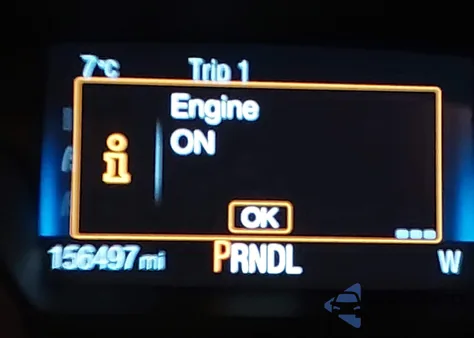 7°C Trip 1
i
Engine
ON
OK
156497 mi PRNDL W